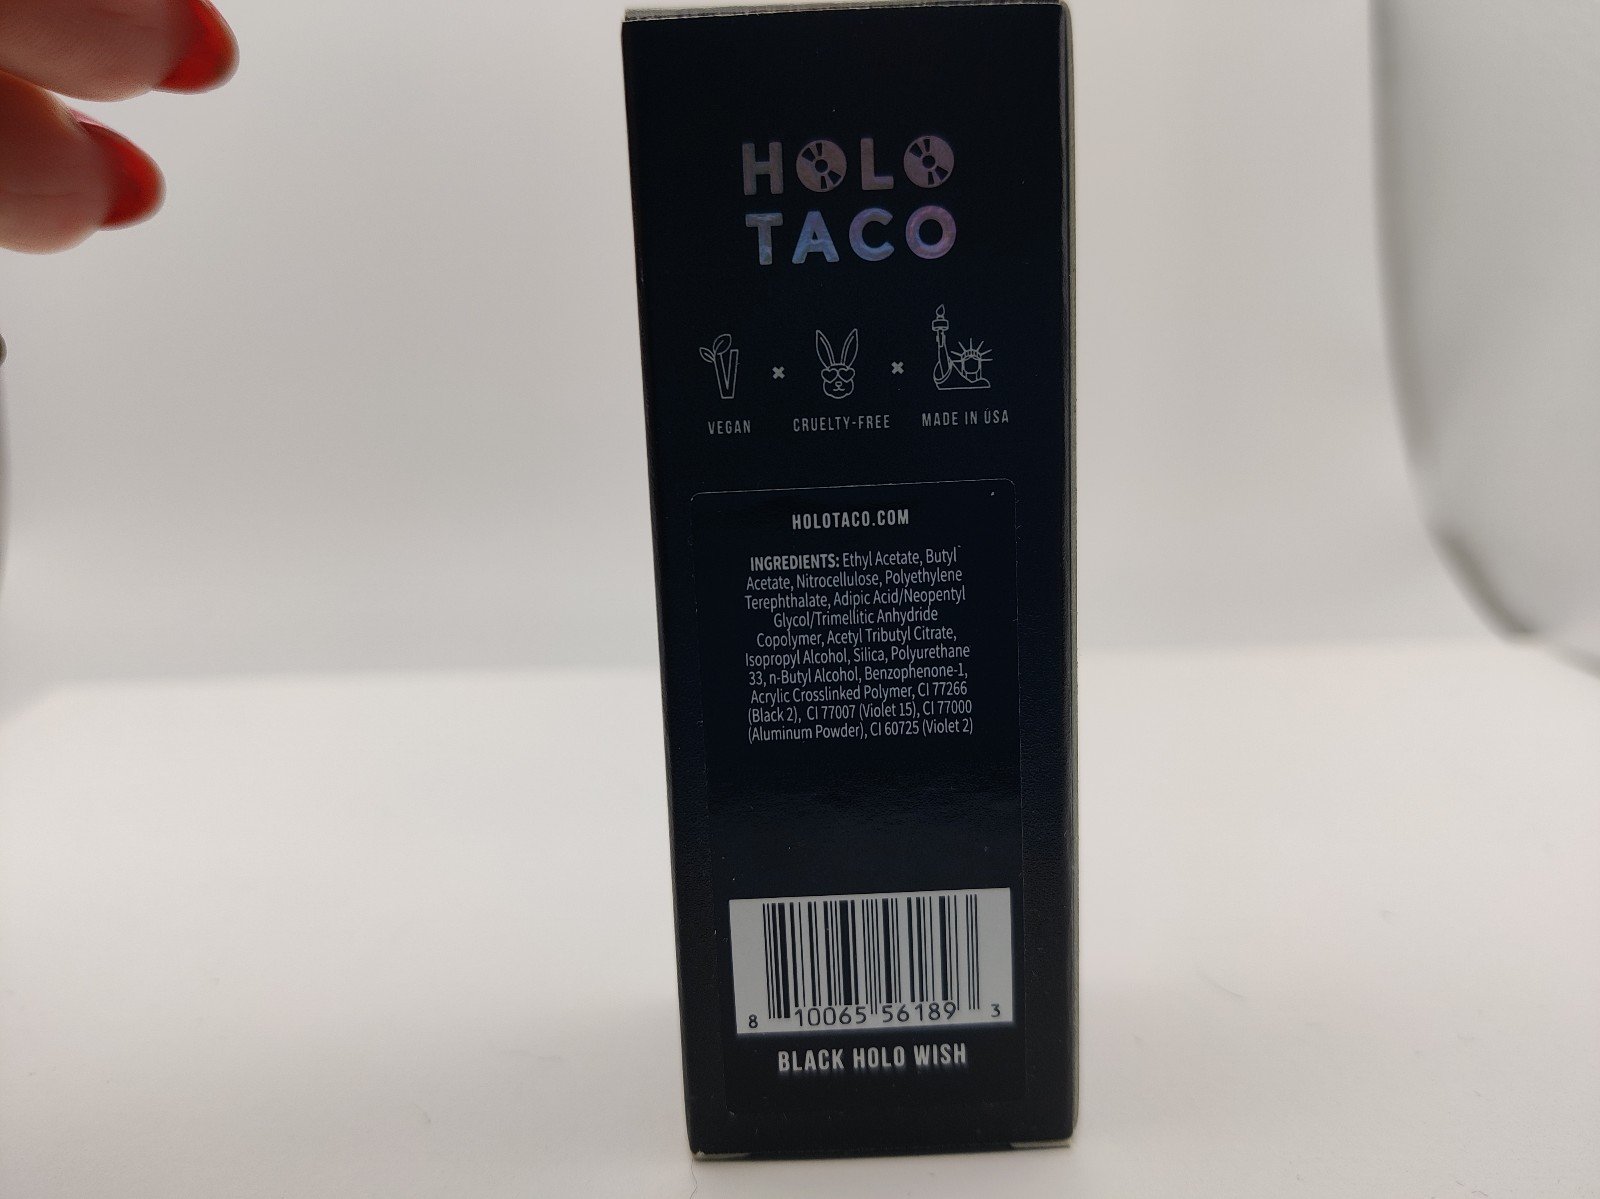 HOLO
TACO
VEGAN × CRUELTY-FREE × MADE IN USA
HOLOTACO.COM
INGREDIENTS: Ethyl Acetate, Butyl
Acetate, Nitrocellulose, Polyethylene
Terephthalate, Adipic Acid/Neopentyl
Glycol/Trimellitic Anhydride
Copolymer, Acetyl Tributyl Citrate,
Isopropyl Alcohol, Silica, Polyurethane
33, n-Butyl Alcohol, Benzophenone-1,
Acrylic Crosslinked Polymer, CI 77266
(Black 2), CI 77007 (Violet 15), CI 77000
(Aluminum Powder), CI 60725 (Violet 2)
8 10065 56189 3
BLACK HOLO WISH